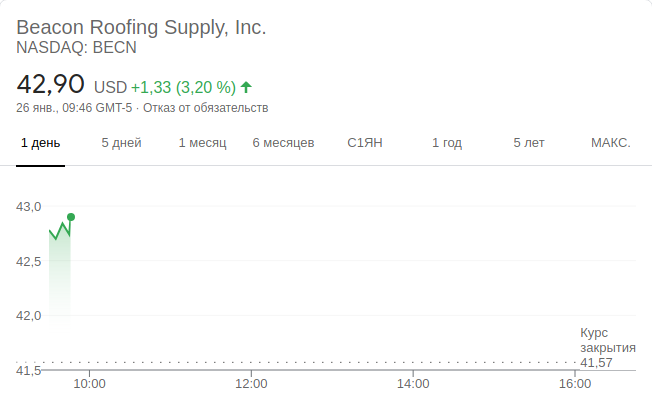 Beacon Roofing Supply, Inc.
NASDAQ: BECN
42,90 USD +1,33 (3,20 %)
26 янв., 09:46 GMT-5 · Отказ от обязательств
1 день 5 дней 1 месяц 6 месяцев С1ЯН 1 год 5 лет МАКС.
43,0
42,5
42,0
Курс
закрытия
41,57
41,5
10:00 12:00 14:00 16:00